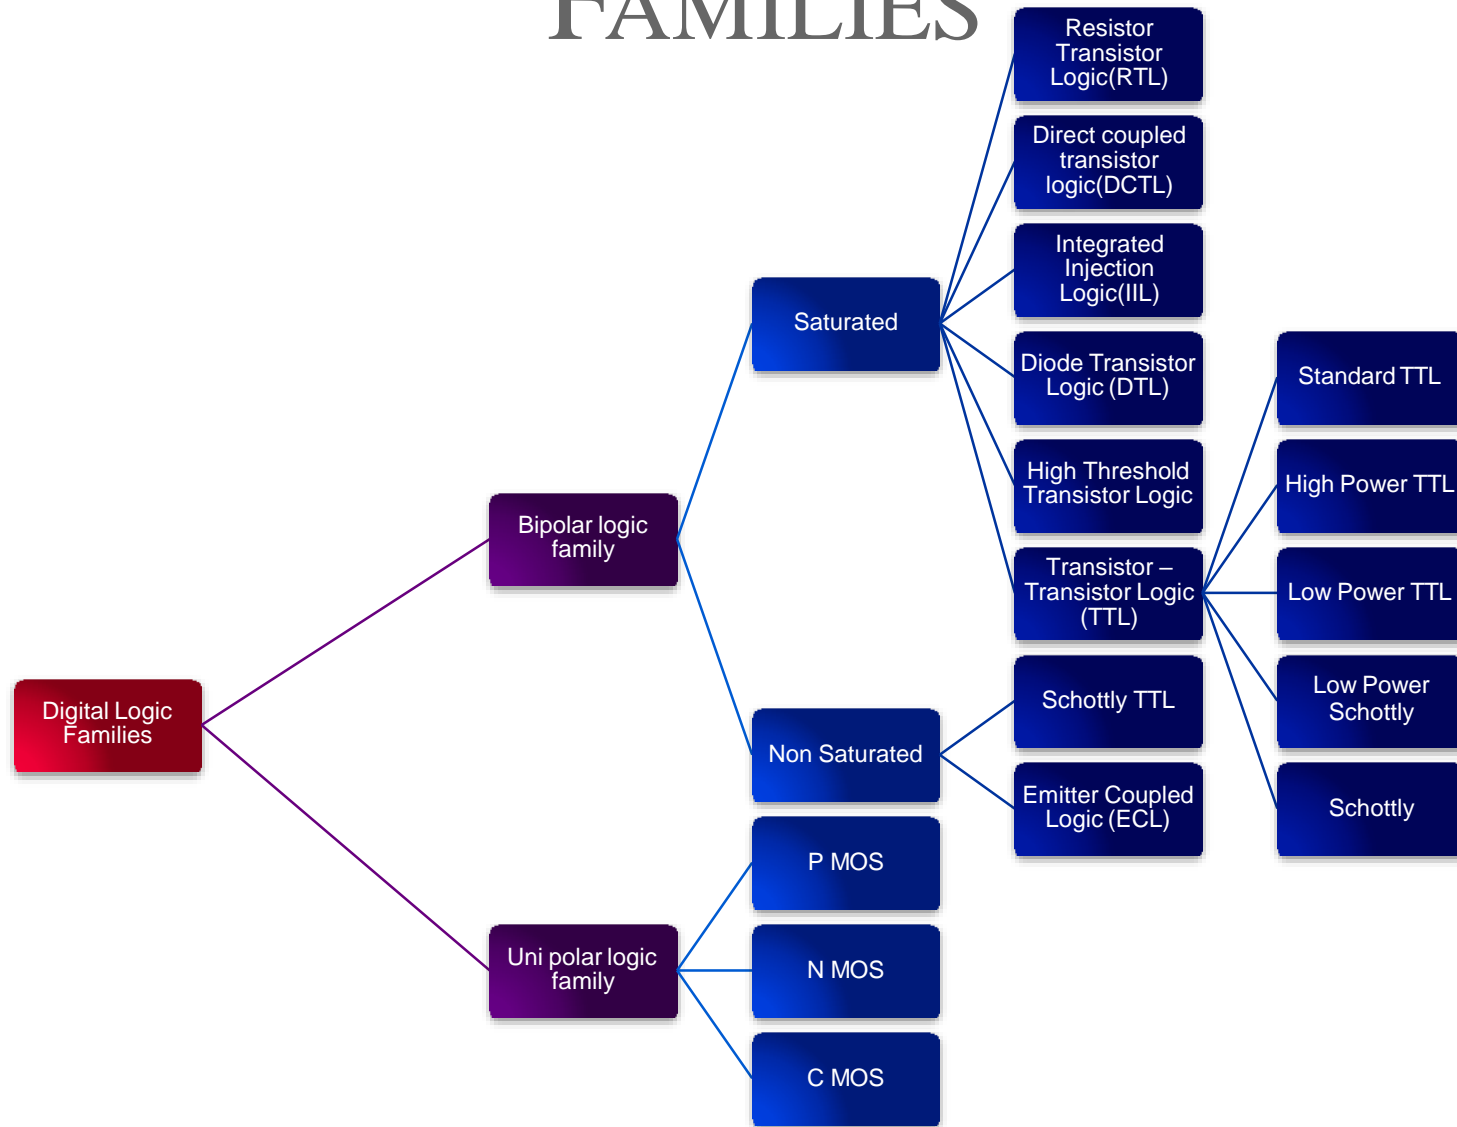 FAMILIES
Resistor
Transistor
Logic(RTL)
Direct coupled
transistor
logic(DCTL)
Integrated
Injection
Logic(IIL)
Saturated
Diode Transistor
Logic (DTL)
Standard TTL
High Threshold
Transistor Logic
High Power TTL
Bipolar logic
family
Transistor –
Transistor Logic
(TTL)
Low Power TTL
Digital Logic
Families
Schottly TTL
Low Power
Schottly
Non Saturated
Emitter Coupled
Logic (ECL)
Schottly
P MOS
Uni polar logic
family
N MOS
C MOS